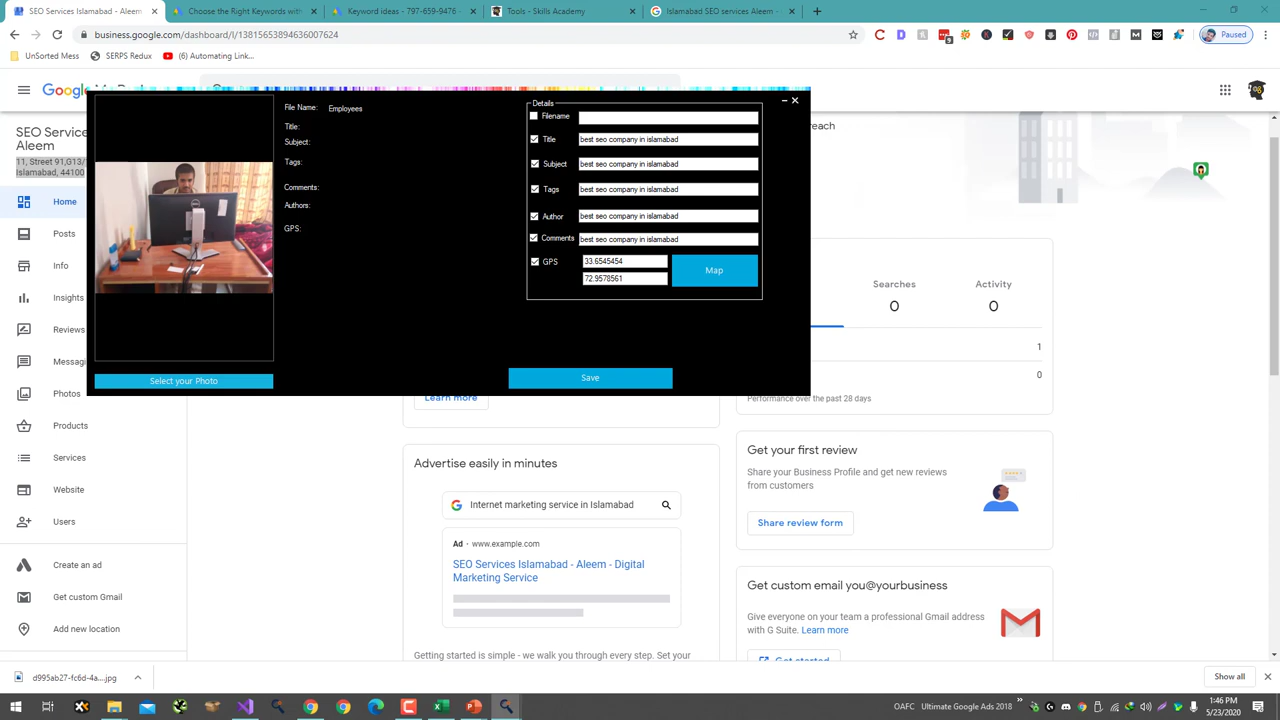 SEO Services Islamabad - Aleem
Choose the Right Keywords with
Keyword ideas - 797-659-9476 -
Tools - Skills Academy
Islamabad SEO Services Aleem -
business.google.com/dashboard/l/13815653894636007624
Paused
UnSorted Mess
SERPS Redux
(6) Automating Link...
Google
SEO Service
Aleem
11, Street 91,G13/
Islamabad, 44100
Home
Posts
Info
Insights
Reviews
Messagi
Photos
Products
Services
Website
Users
Create an ad
Get custom Gmail
Add new location
File Name: Employees
Title:
Subject:
Tags:
Comments:
Authors:
GPS:
Select your Photo
Details
Filename
Title best seo company in islamabad
Subject best seo company in islamabad
Tags best seo company in islamabad
Author best seo company in islamabad
Comments best seo company in islamabad
GPS 33.6545454
72.9578561
Map
Save
reach
Searches
0
Activity
0
1
0
Performance over the past 28 days
Learn more
Advertise easily in minutes
Internet marketing service in Islamabad
Ad · www.example.com
SEO Services Islamabad - Aleem - Digital
Marketing Service
Getting started is simple - we walk you through every step. Set your
Get your first review
Share your Business Profile and get new reviews
from customers
Share review form
Get custom email you@yourbusiness
Give everyone on your team a professional Gmail address
with G Suite. Learn more
Get started
d995ab27-fc6d-4a....jpg
Show all
OAFC
Ultimate Google Ads 2018
1:46 PM
5/23/2020